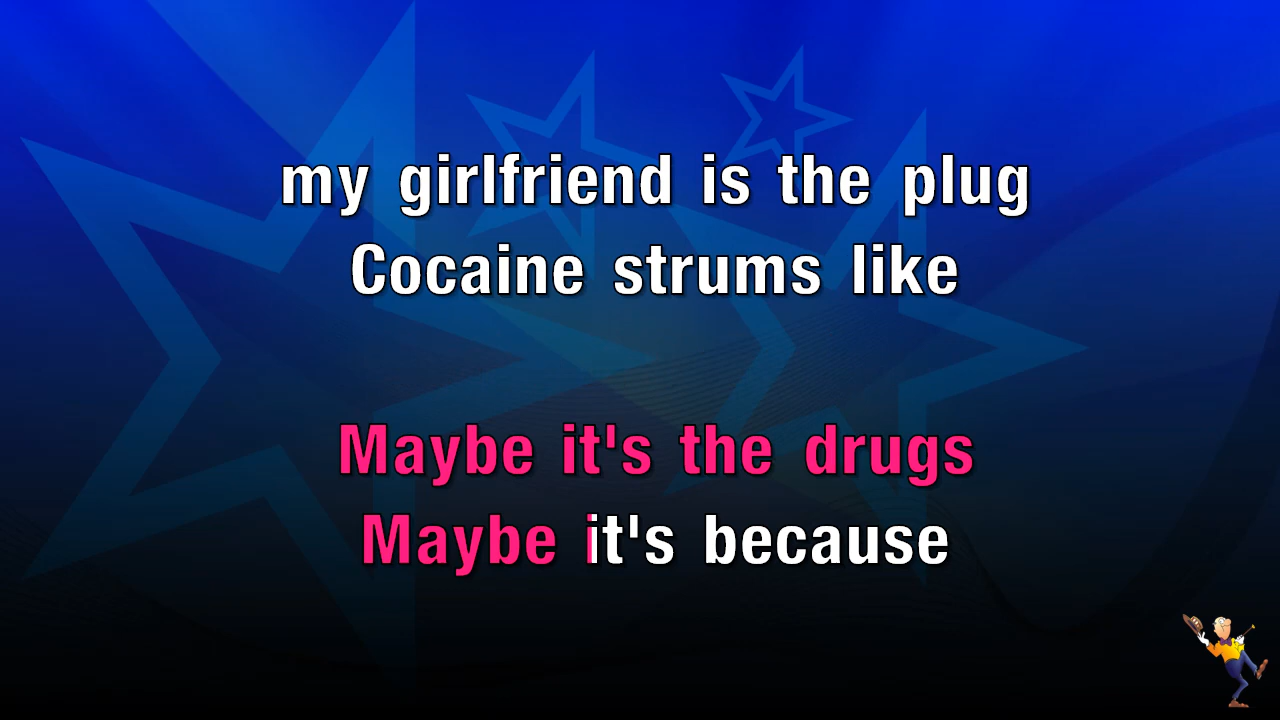 my girlfriend is the plug
Cocaine strums like
Maybe it's the drugs
Maybe it's because